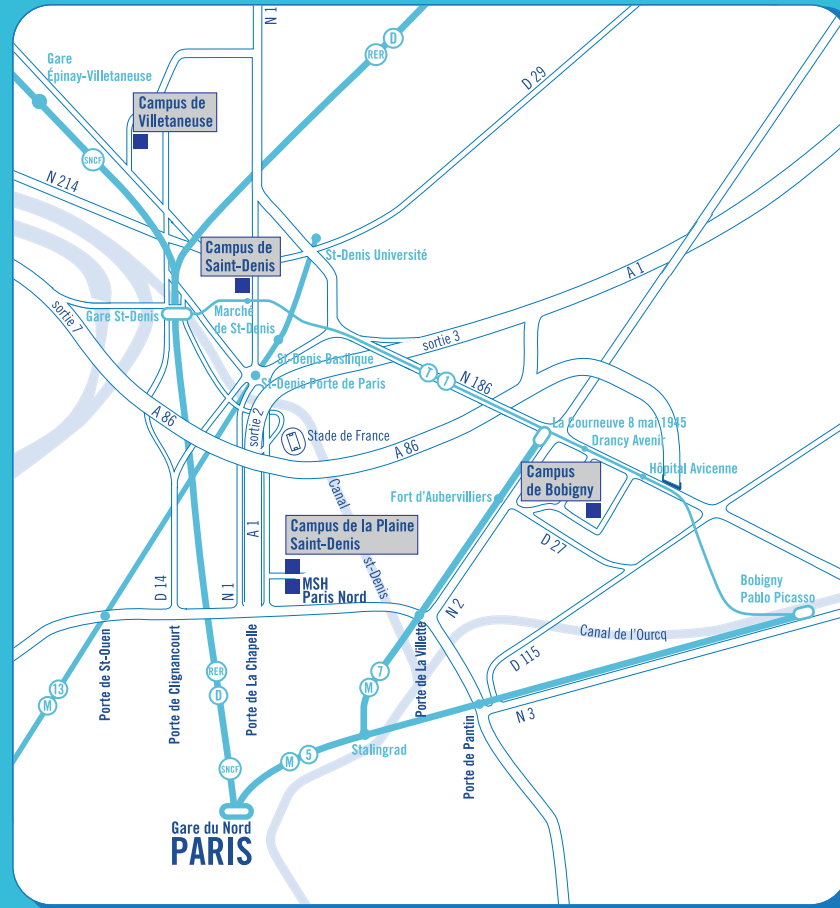 N 1
D
RER
Gare
Épinay-Villetaneuse
D 29
Campus de
Villetaneuse
SNCF
N 214
Campus de
Saint-Denis
St-Denis Université
A 1
sortie 7
Gare St-Denis
Marché
de St-Denis
sortie 3
St-Denis Basilique
T 1
N 186
St-Denis Porte de Paris
A 86
sortie 2
Stade de France
A 86
La Courneuve 8 mai 1945
Drancy Avenir
Hôpital Avicenne
Campus
de Bobigny
Fort d'Aubervilliers
Canal
st-Denis
Campus de la Plaine
Saint-Denis
A 1
D 27
MSH
Paris Nord
D 14
N 1
N 2
Bobigny
Pablo Picasso
Canal de l'Ourcq
D 115
Porte de St-Ouen
Porte de Clignancourt
Porte de La Chapelle
Porte de La Villette
Porte de Pantin
RER
D
7
M
13
M
N 3
Stalingrad
M 5
SNCF
Gare du Nord
PARIS